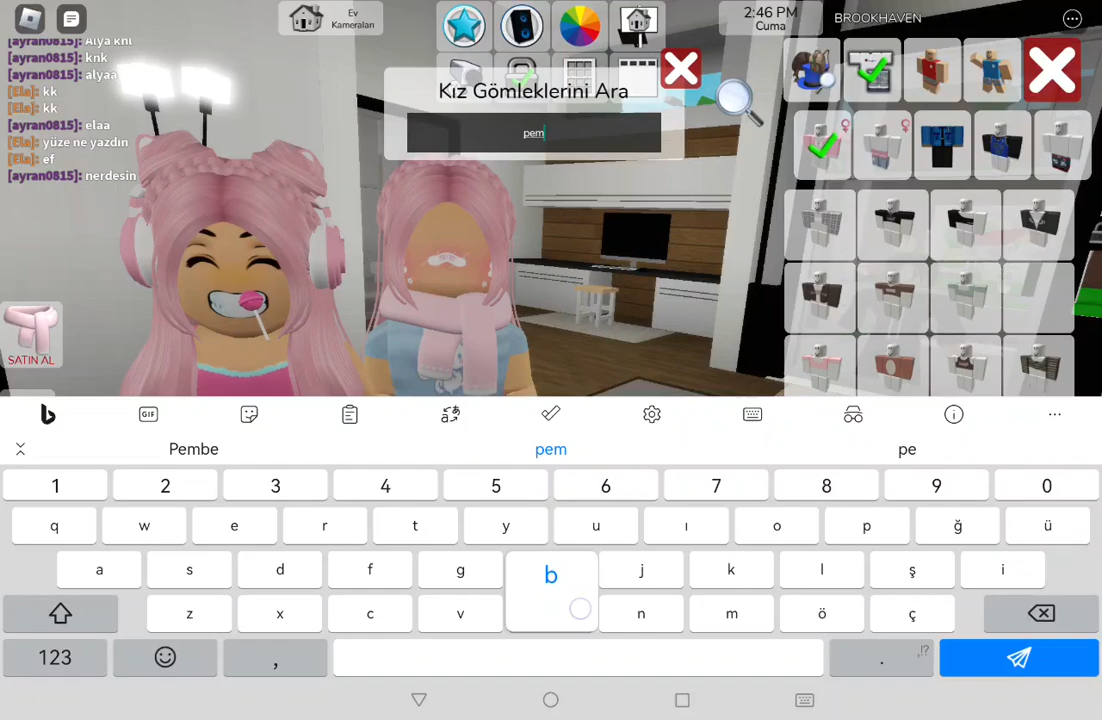 Ev
Kameraları
2:46 PM
Cuma
BROOKHAVEN
Alya knl
[ayran0815]: knk
[ayran0815]: alyaa
[Ela]: kk
[Ela]: kk
[ayran0815]: elaa
[Ela]: yüze ne yazdın
[Ela]: ef
[ayran0815]: nerdesin
Kız Gömleklerini Ara
pem
SATIN AL
GIF
Pembe pem pe
1 2 3 4 5 6 7 8 9 0
q w e r t y u ı o p ğ ü
a s d f g j k l ş i
b
z x c v n m ö ç
123 , . ,!?